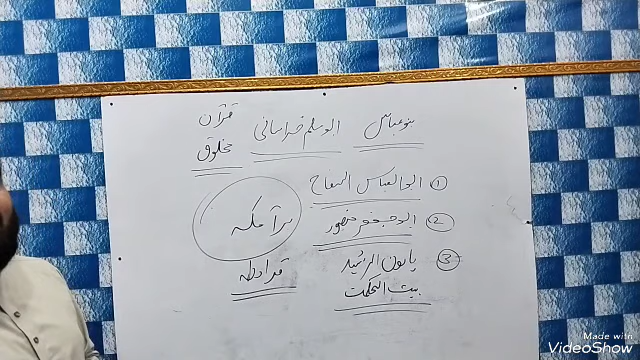 بنو عباس ابو مسلم خراسانی قرآن
مخلوق
① ابو العباس السفاح
② ابو جعفر منصور برآمکہ
③ ہارون الرشید قرامطہ
بیت الحکمت
Made with
VideoShow